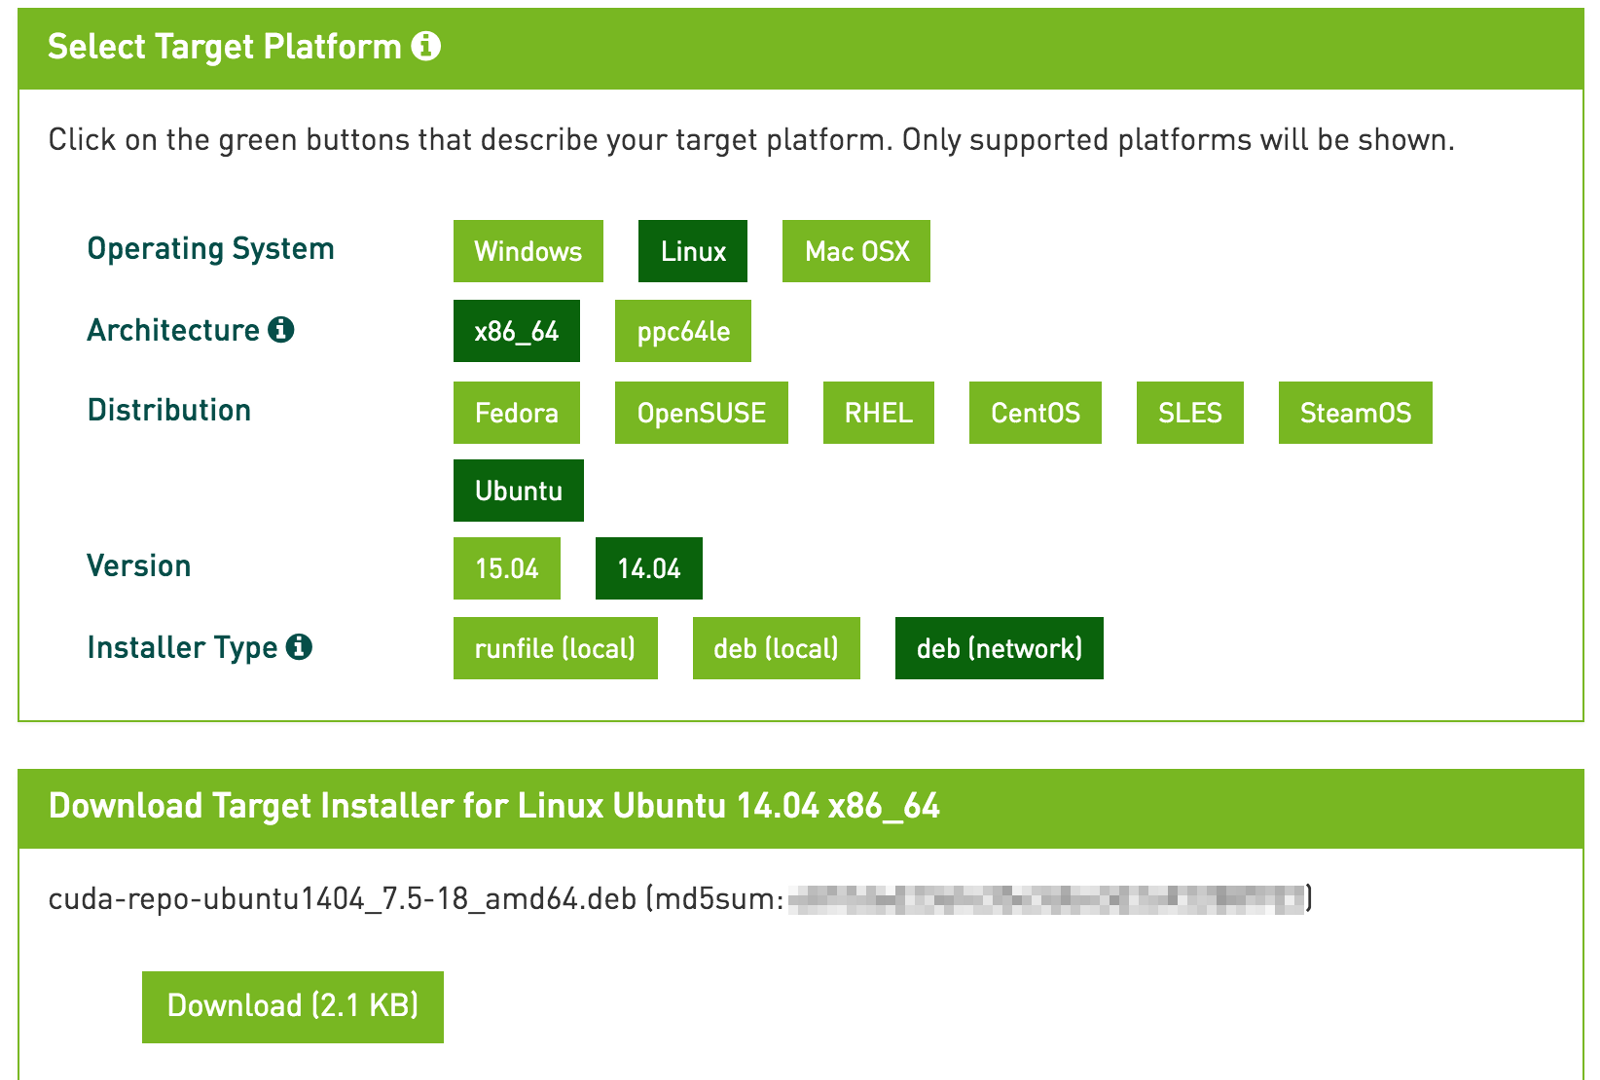 Select Target Platform
Click on the green buttons that describe your target platform. Only supported platforms will be shown.
Operating System Windows Linux Mac OSX
Architecture x86_64 ppc64le
Distribution Fedora OpenSUSE RHEL CentOS SLES SteamOS
Ubuntu
Version 15.04 14.04
Installer Type runfile (local) deb (local) deb (network)
Download Target Installer for Linux Ubuntu 14.04 x86_64
cuda-repo-ubuntu1404_7.5-18_amd64.deb (md5sum: )
Download (2.1 KB)